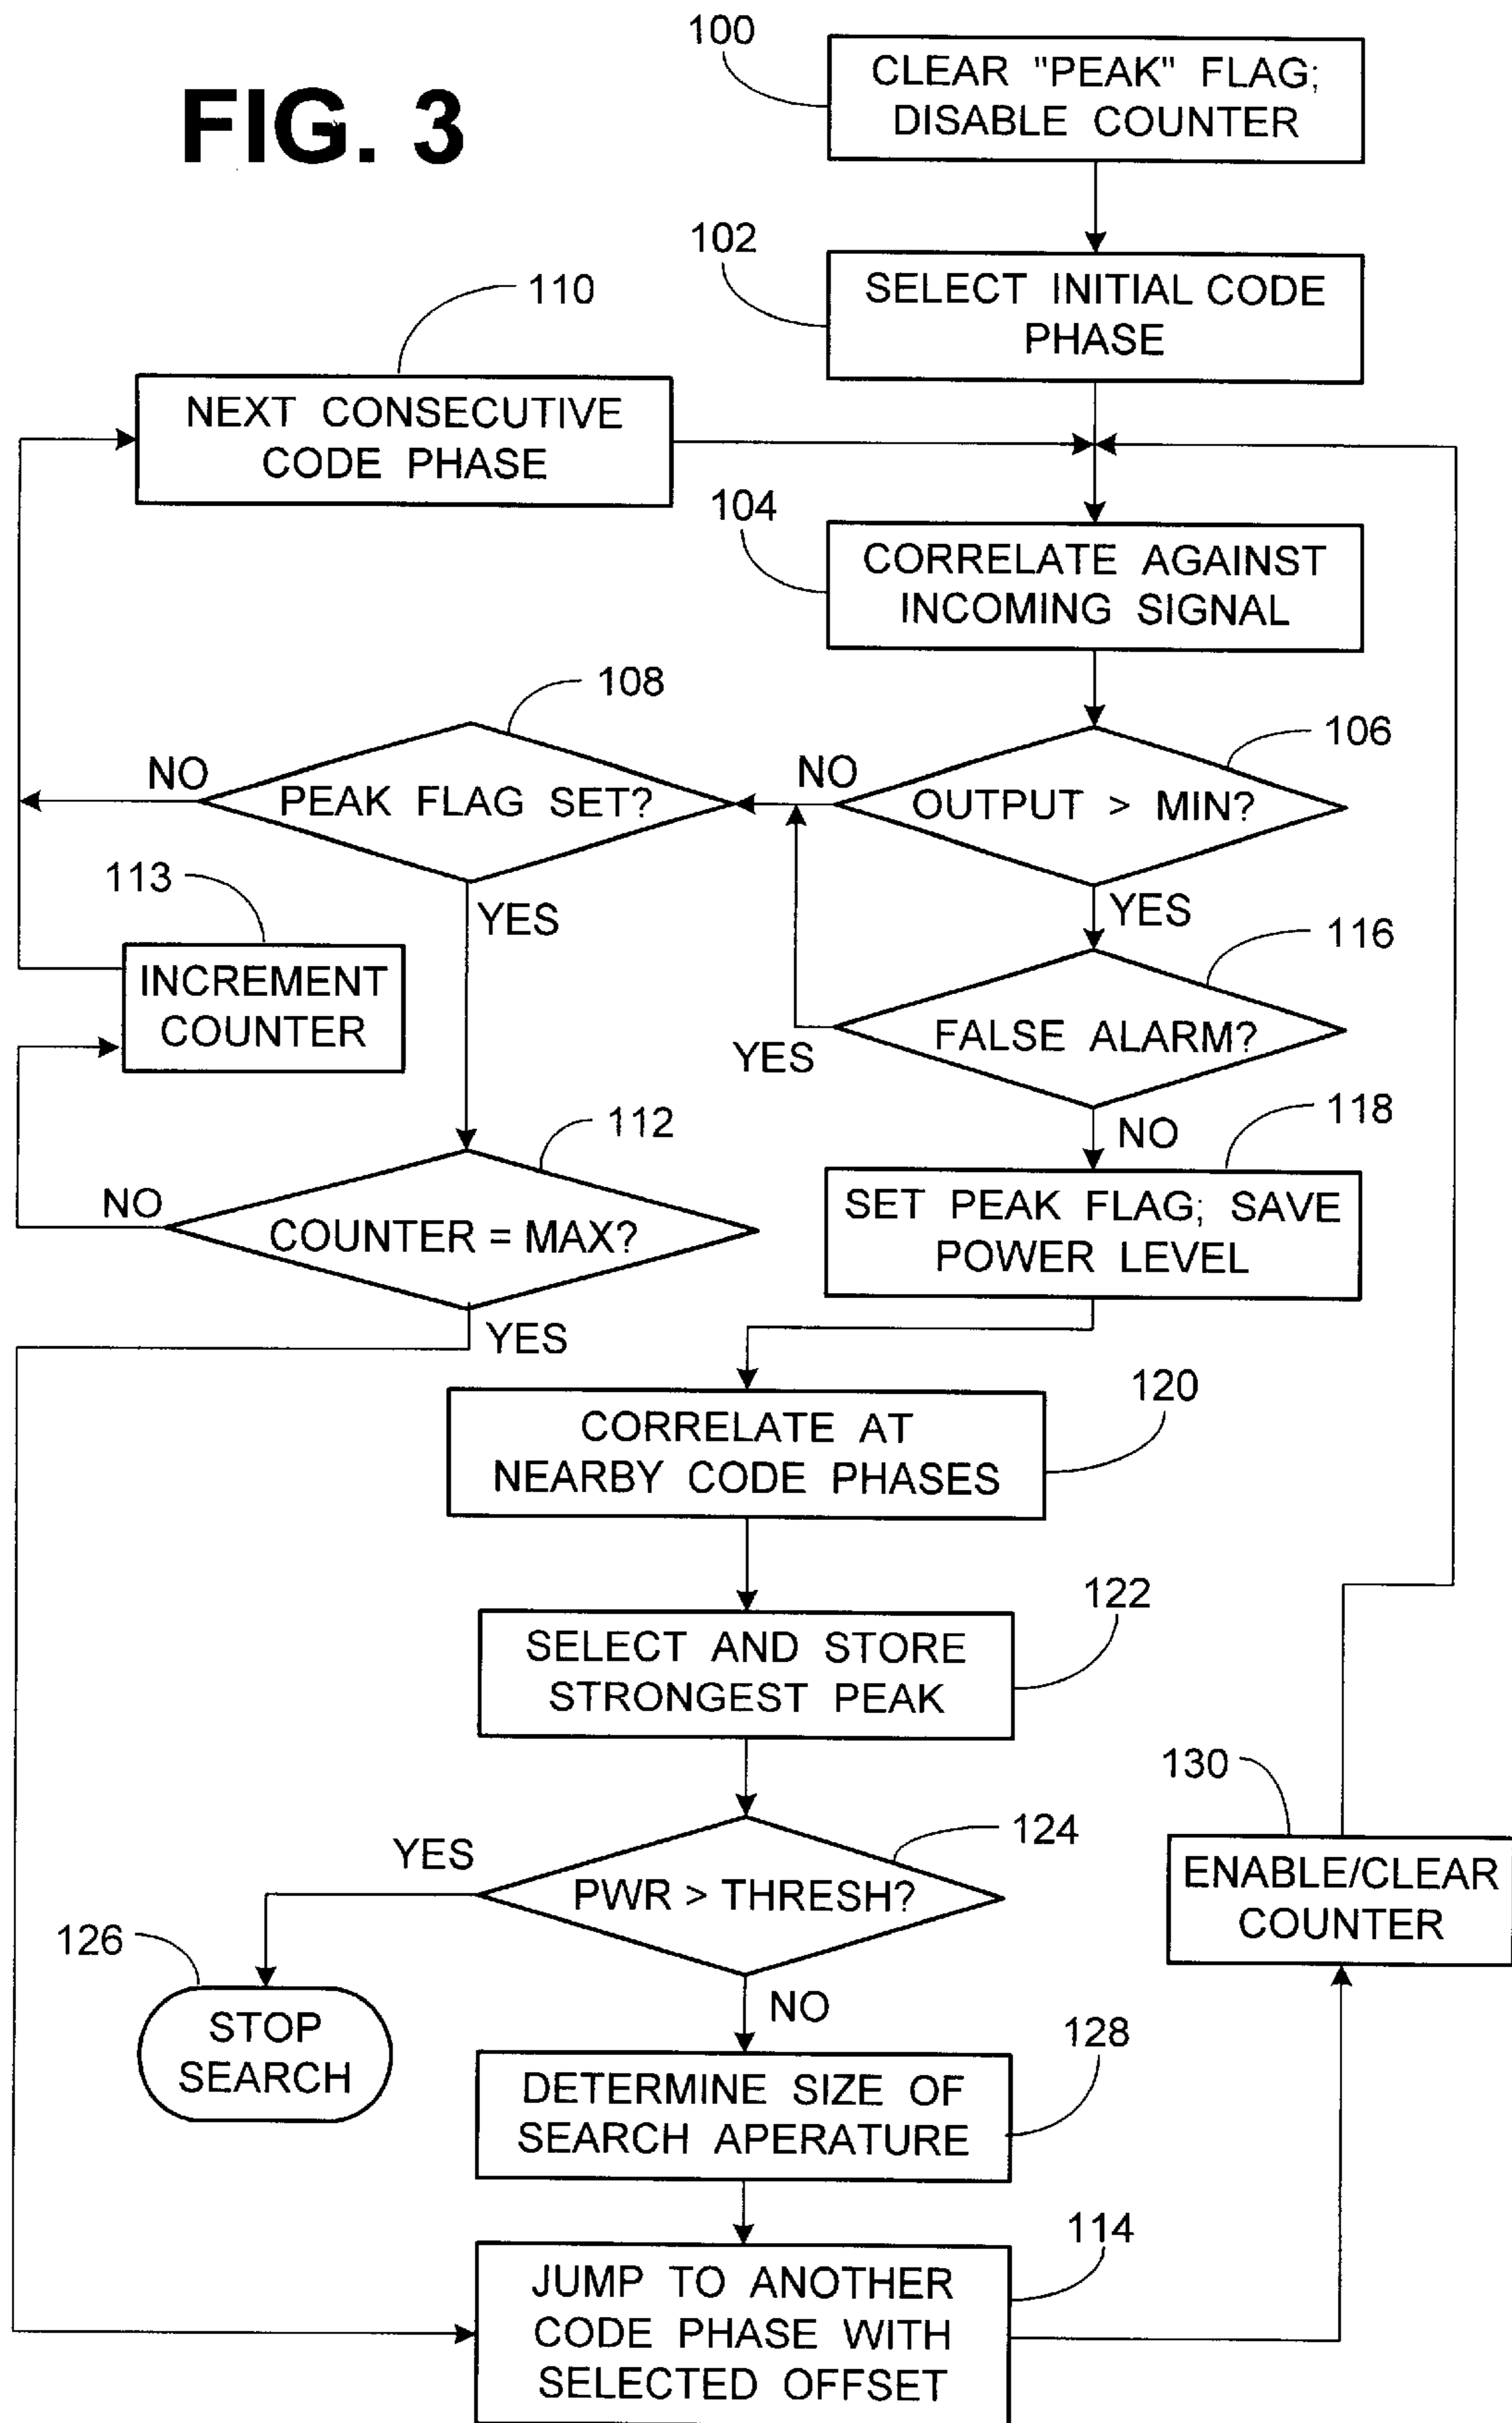 FIG. 3
100
CLEAR "PEAK" FLAG;
DISABLE COUNTER
102
SELECT INITIAL CODE
PHASE
110
NEXT CONSECUTIVE
CODE PHASE
104
CORRELATE AGAINST
INCOMING SIGNAL
108
NO
PEAK FLAG SET?
YES
106
NO
OUTPUT > MIN?
YES
113
INCREMENT
COUNTER
116
FALSE ALARM?
YES
NO
112
NO
COUNTER = MAX?
YES
118
SET PEAK FLAG; SAVE
POWER LEVEL
120
CORRELATE AT
NEARBY CODE PHASES
122
SELECT AND STORE
STRONGEST PEAK
124
YES
PWR > THRESH?
NO
126
STOP
SEARCH
130
ENABLE/CLEAR
COUNTER
128
DETERMINE SIZE OF
SEARCH APERATURE
114
JUMP TO ANOTHER
CODE PHASE WITH
SELECTED OFFSET